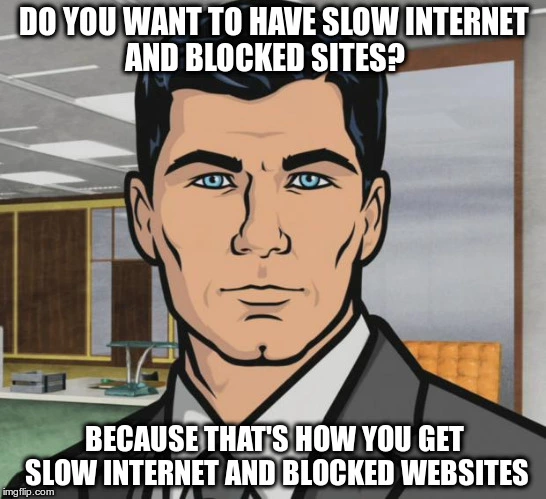 DO YOU WANT TO HAVE SLOW INTERNET
AND BLOCKED SITES?
BECAUSE THAT'S HOW YOU GET
SLOW INTERNET AND BLOCKED WEBSITES
imgflip.com